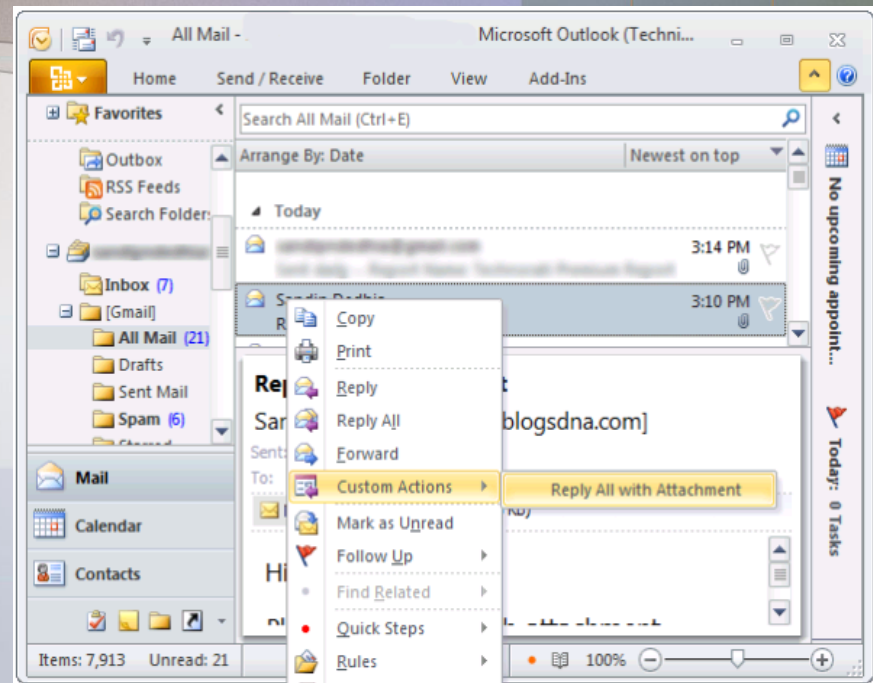 All Mail -
Microsoft Outlook (Techni...
Home Send / Receive Folder View Add-Ins
Favorites
Outbox
RSS Feeds
Search Folder
Inbox (7)
[Gmail]
All Mail (21)
Drafts
Sent Mail
Spam (6)
Mail
Calendar
Contacts
Search All Mail (Ctrl+E)
Arrange By: Date Newest on top
Today
3:14 PM
3:10 PM
Rep
t
blogsdna.com]
Sent:
To:
KB)
Hi
Copy
Print
Reply
Reply All
Forward
Custom Actions
Reply All with Attachment
Mark as Unread
Follow Up
Find Related
Quick Steps
Rules
No upcoming appoint...
Today: 0 Tasks
Items: 7,913 Unread: 21
100%